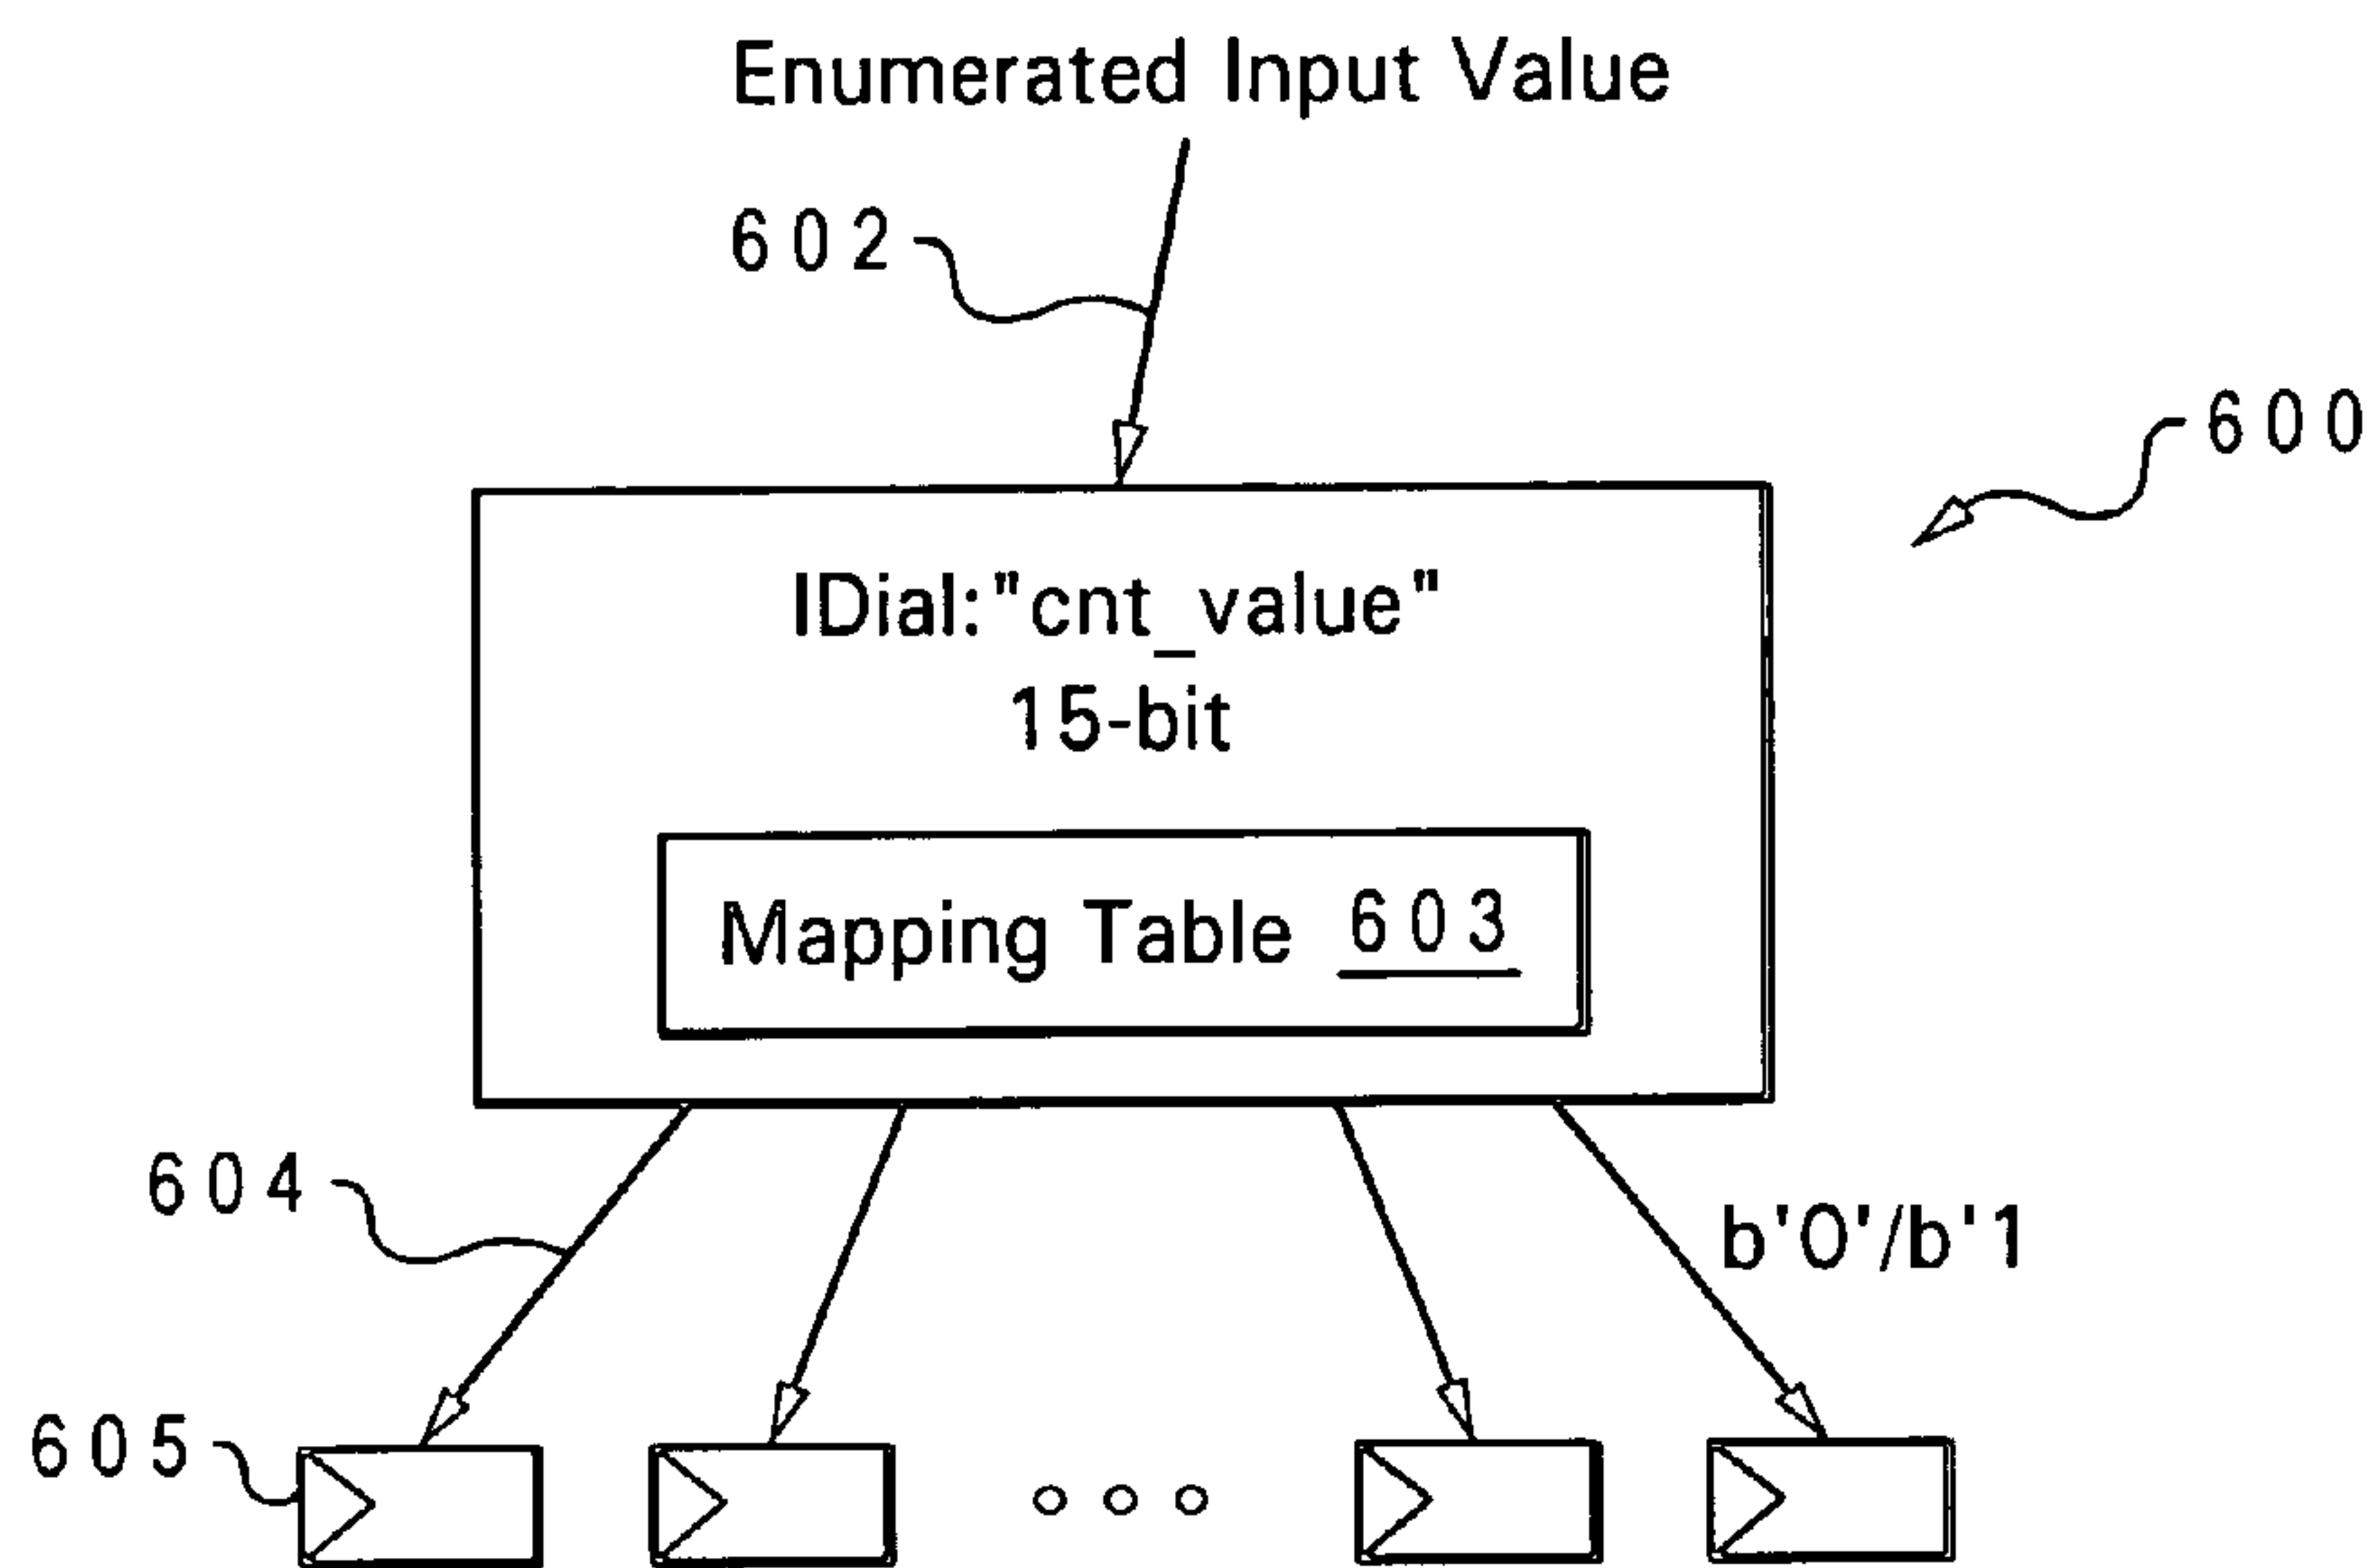 Enumerated Input Value
602
600
IDial:"cnt_value"
15-bit
Mapping Table 603
604
b'0'/b'1
605